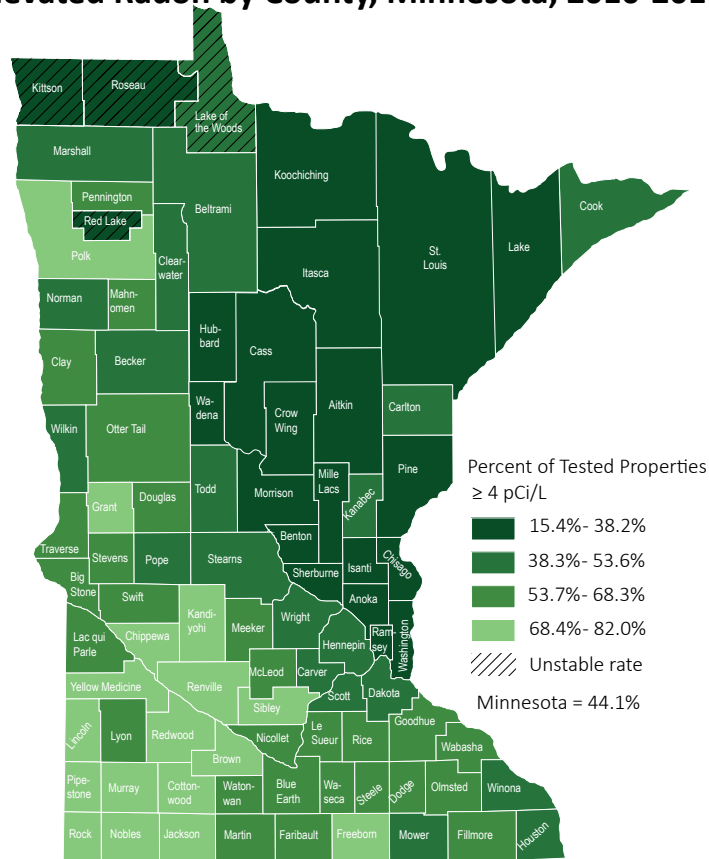 Elevated Radon by County, Minnesota, 2010-202
Kittson
Roseau
Lake of
the Woods
Marshall
Koochiching
Pennington
Beltrami
Cook
Red Lake
St.
Louis
Lake
Polk
Clear-
water
Itasca
Norman
Mahn-
omen
Hub-
bard
Cass
Clay
Becker
Wa-
dena
Aitkin
Carlton
Crow
Wing
Wilkin
Otter Tail
Pine
Mille
Lacs
Todd
Morrison
Kanabec
Grant
Douglas
Benton
Traverse
Stevens
Pope
Stearns
Isanti
Chisago
Sherburne
Big
Stone
Swift
Anoka
Kandi-
yohi
Wright
Meeker
Ram-
sey
Washington
Lac qui
Parle
Chippewa
Hennepin
McLeod
Carver
Yellow Medicine
Renville
Scott
Dakota
Sibley
Goodhue
Lincoln
Lyon
Redwood
Nicollet
Le
Sueur
Rice
Wabasha
Brown
Pipe-
stone
Murray
Cotton-
wood
Waton-
wan
Blue
Earth
Wa-
seca
Steele
Dodge
Olmsted
Winona
Rock
Nobles
Jackson
Martin
Faribault
Freeborn
Mower
Fillmore
Houston
Percent of Tested Properties
≥ 4 pCi/L
15.4%- 38.2%
38.3%- 53.6%
53.7%- 68.3%
68.4%- 82.0%
Unstable rate
Minnesota = 44.1%